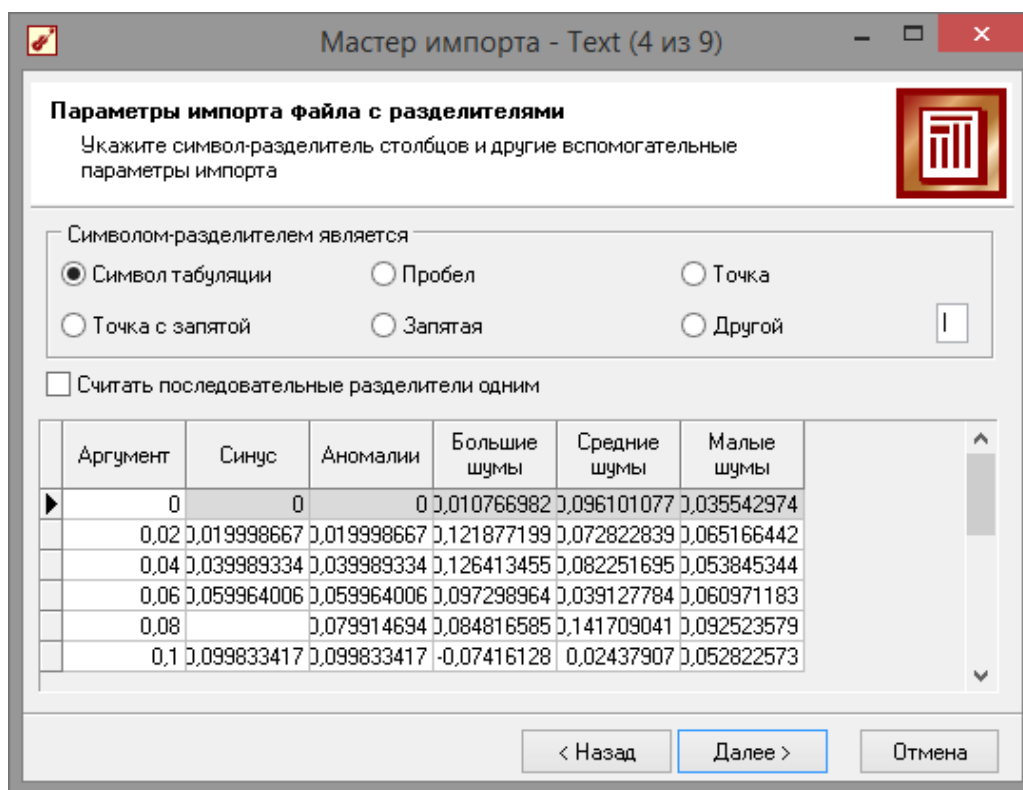 Мастер импорта - Text (4 из 9)
Параметры импорта файла с разделителями
Укажите символ-разделитель столбцов и другие вспомогательные
параметры импорта
Символом-разделителем является
Символ табуляции Пробел Точка
Точка с запятой Запятая Другой |
Считать последовательные разделители одним
Аргумент Синус Аномалии Большие шумы Средние шумы Малые шумы
0 0 0 0,010766982 0,096101077 0,035542974
0,02 0,019998667 0,019998667 0,121877199 0,072822839 0,065166442
0,04 0,039989334 0,039989334 0,126413455 0,082251695 0,053845344
0,06 0,059964006 0,059964006 0,097298964 0,039127784 0,060971183
0,08 0,079914694 0,084816585 0,141709041 0,092523579
0,1 0,099833417 0,099833417 -0,07416128 0,02437907 0,052822573
< Назад Далее > Отмена